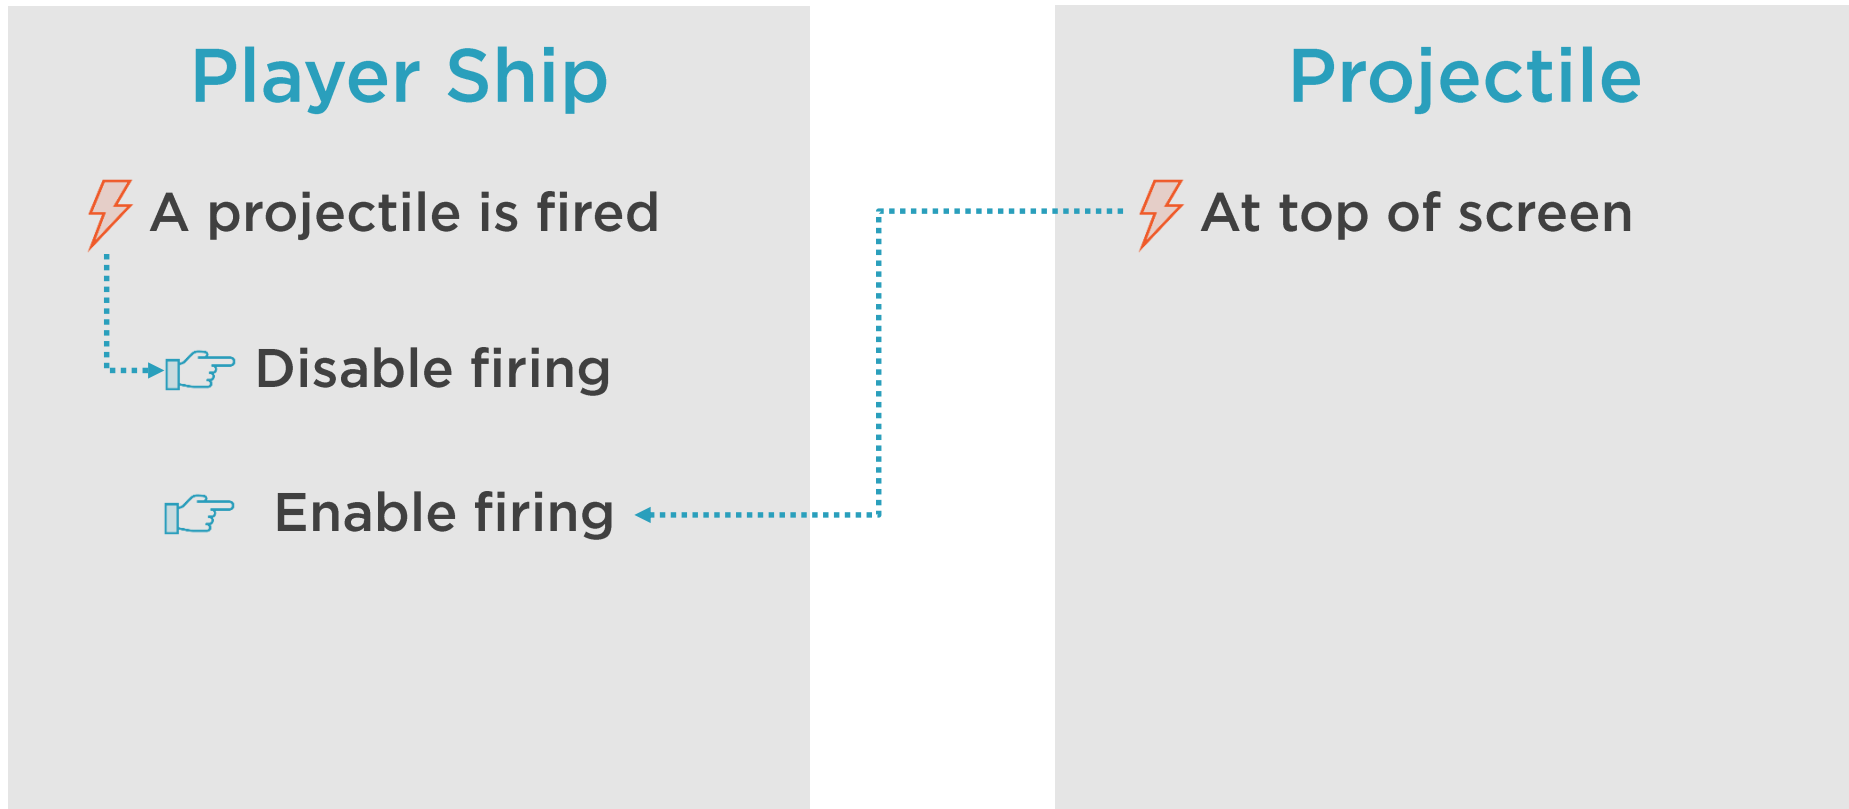 Player Ship
A projectile is fired
Disable firing
Enable firing
Projectile
At top of screen